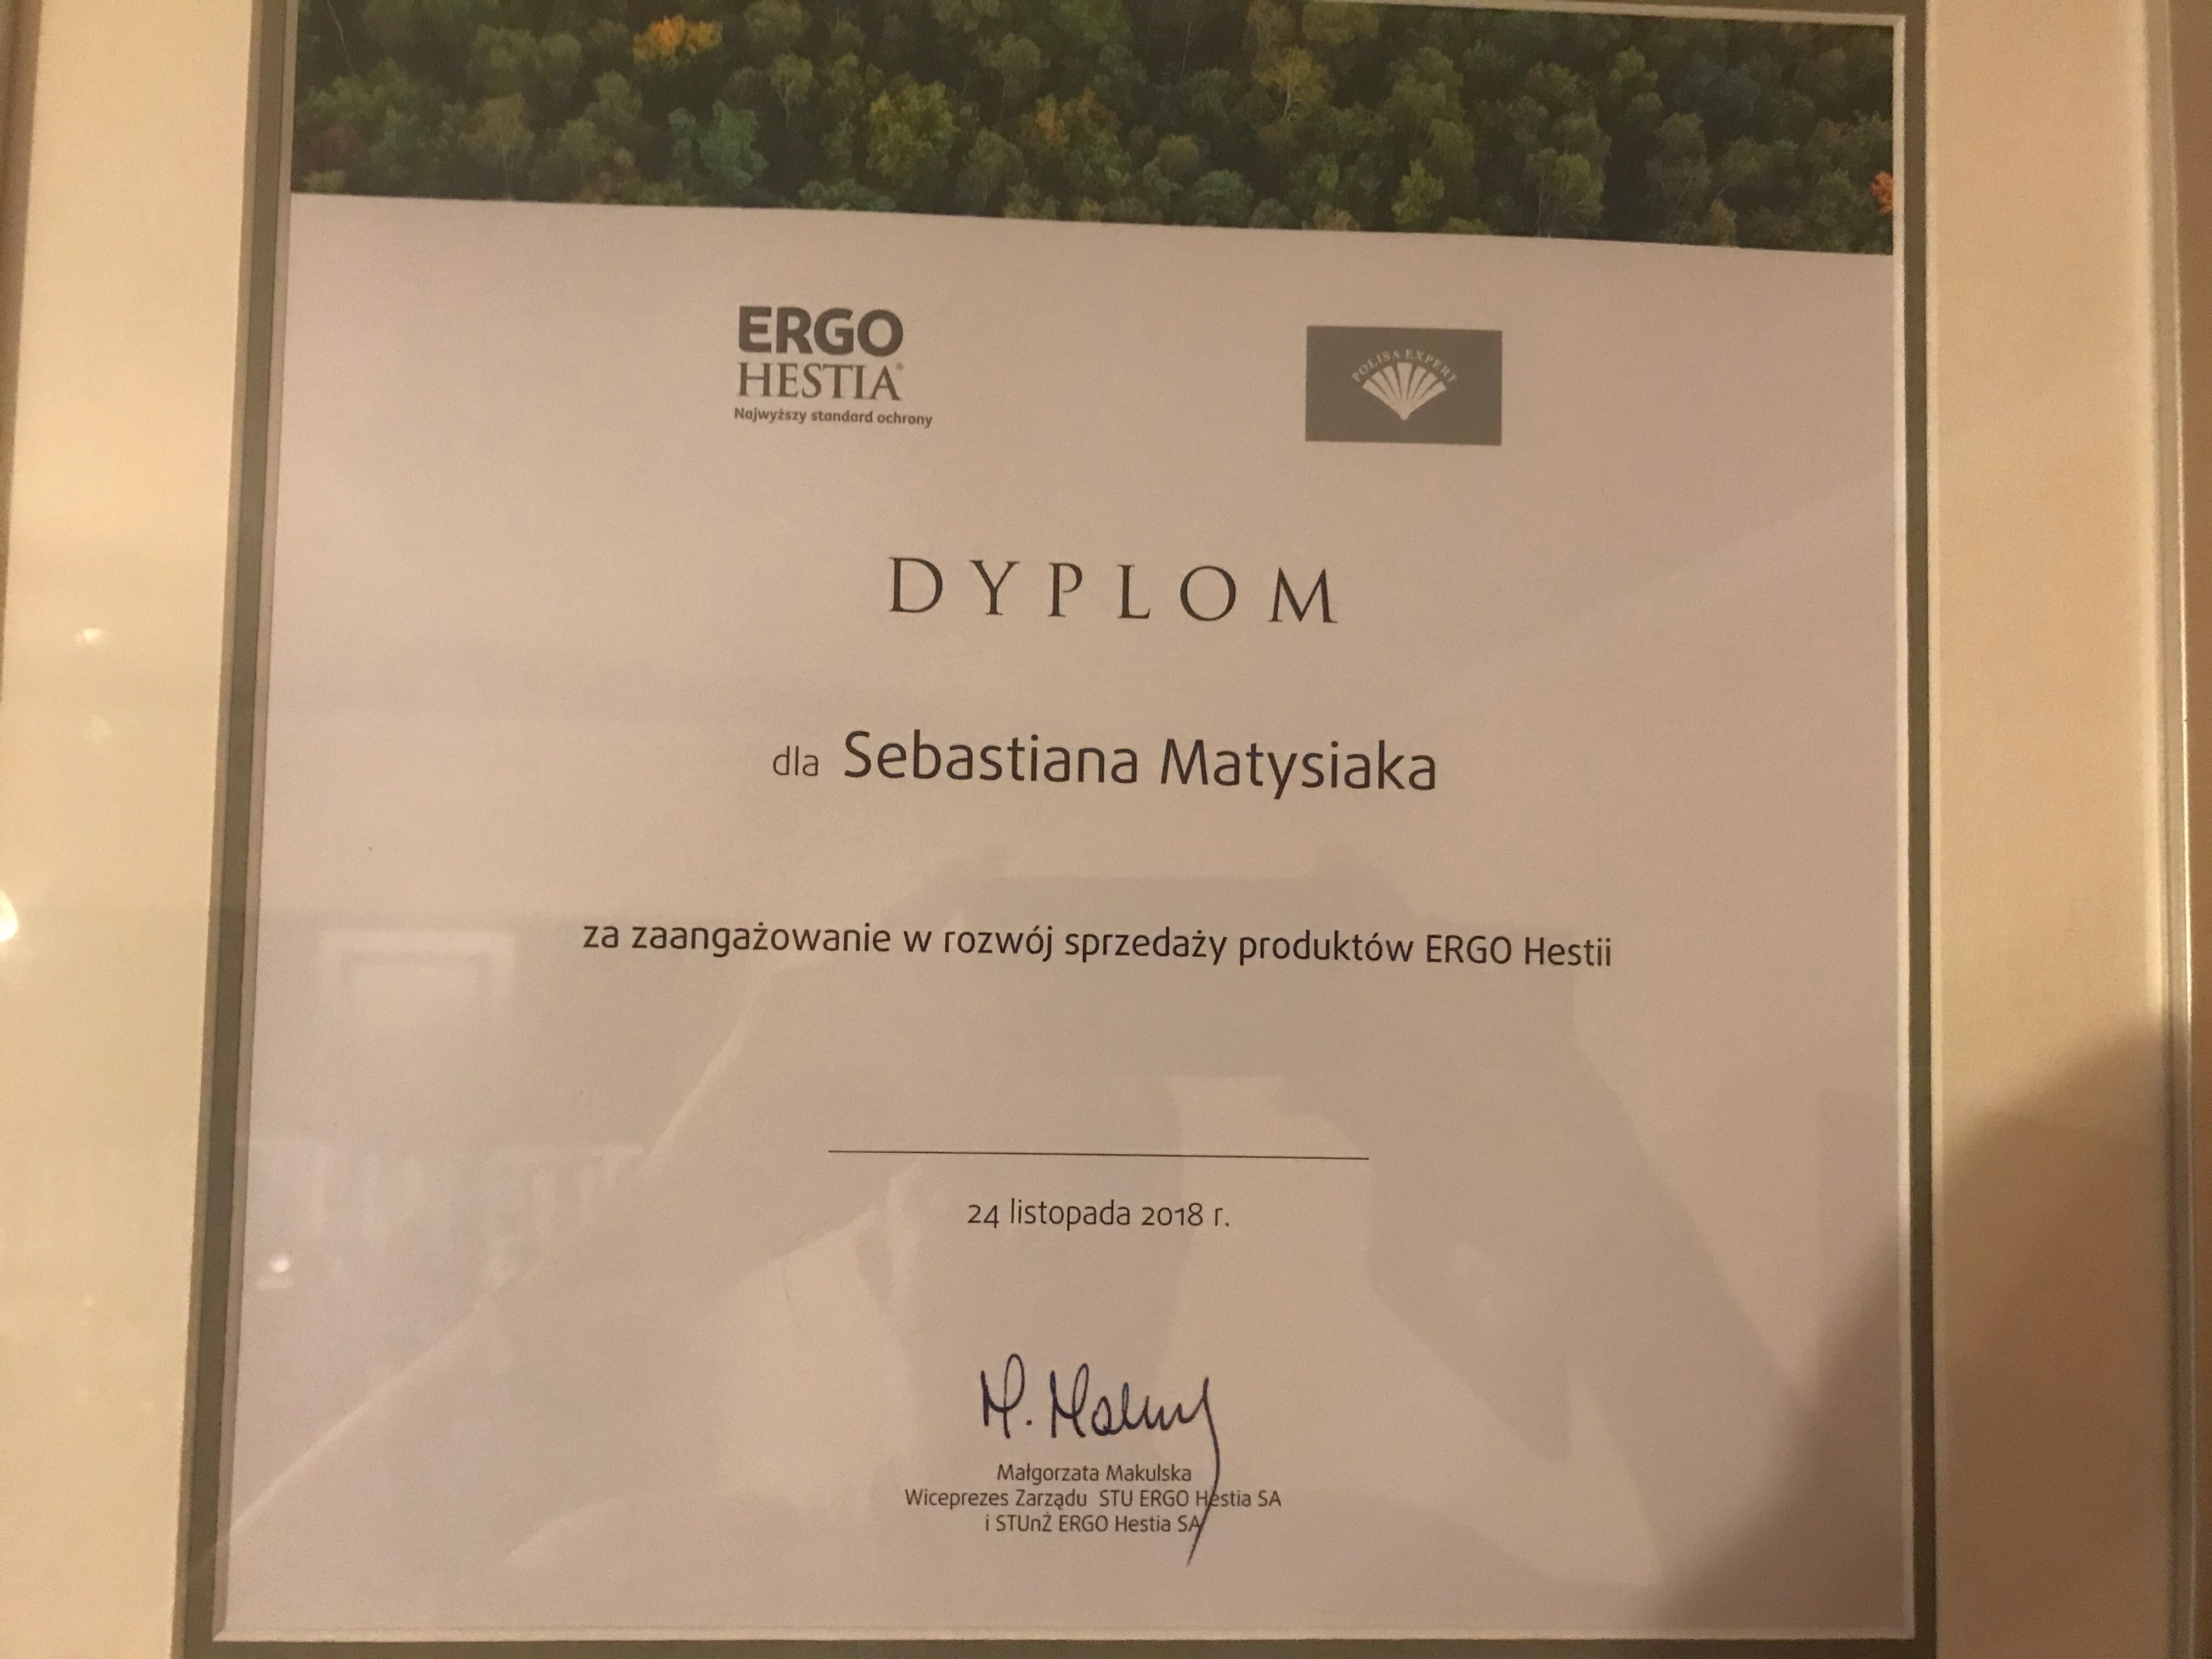 ERGO
HESTIA®
Najwyższy standard ochrony
POLISA EXPERT
DYPLOM
dla Sebastiana Matysiaka
za zaangażowanie w rozwój sprzedaży produktów ERGO Hestii
24 listopada 2018 r.
Małgorzata Makulska
Wiceprezes Zarządu STU ERGO Hestia SA
i STUnŻ ERGO Hestia SA